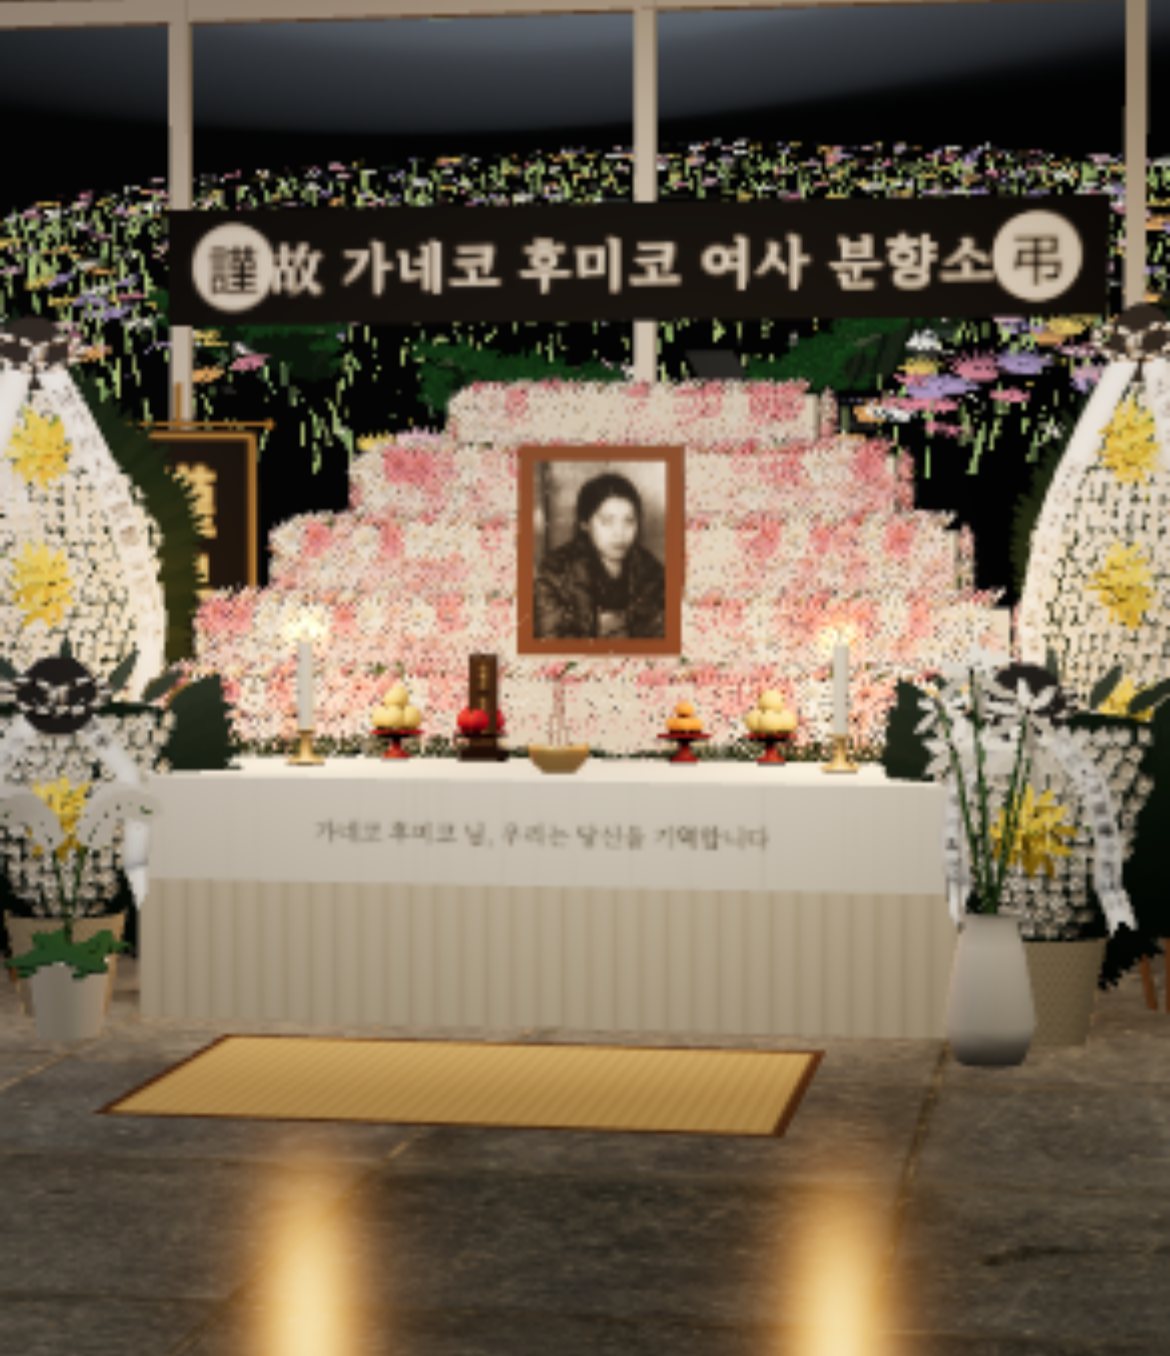 謹 故 가네코 후미코 여사 분향소 弔
가네코 후미코 님, 우리는 당신을 기억합니다